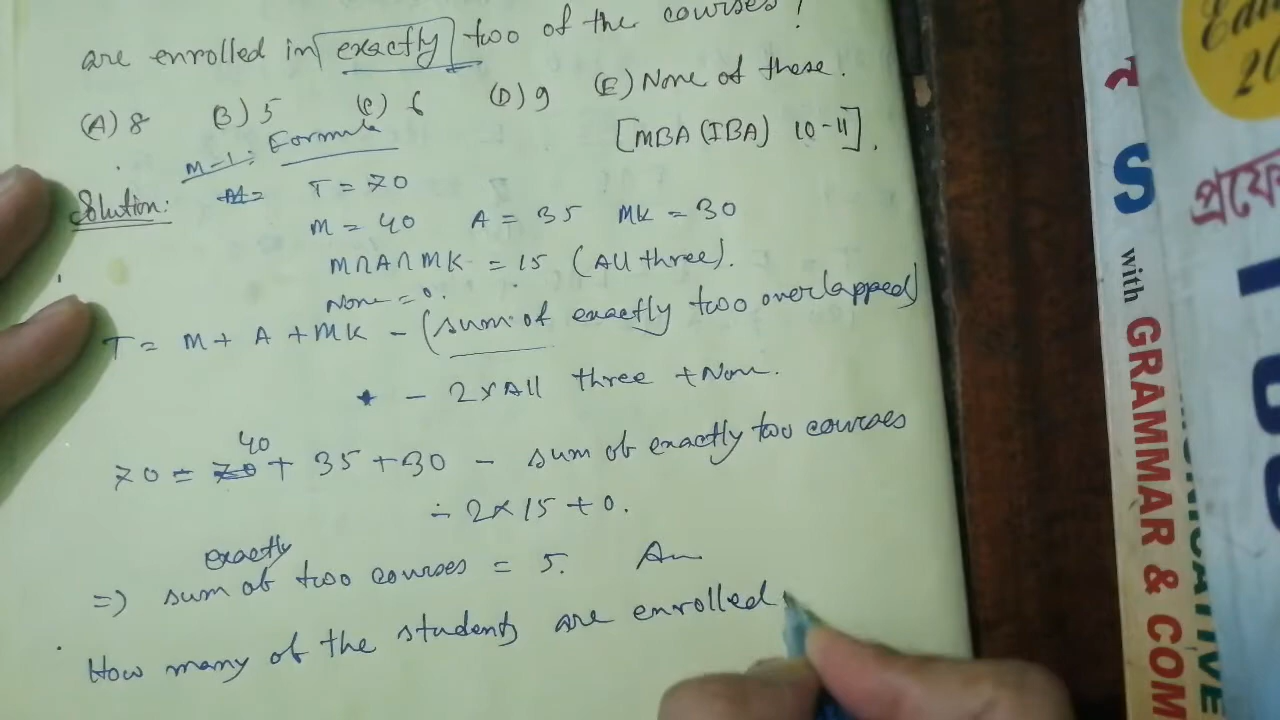 are enrolled in exactly two of the courses?
(A) 8 (B) 5 (C) 6 (D) 9 (E) None of these.
[MBA (IBA) 10-11].
M-1: Formula
Solution: T = 70
M = 40 A = 35 MK = 30
M∩A∩MK = 15 (All three).
None = 0.
T = M + A + MK - (sum of exactly two overlapped)
- 2×All three + Non.
70 = 40 + 35 + 30 - sum of exactly two courses
- 2×15 + 0.
exactly
=> sum of two courses = 5. An
How many of the students are enrolled
S with GRAMMAR & COM
প্রফে